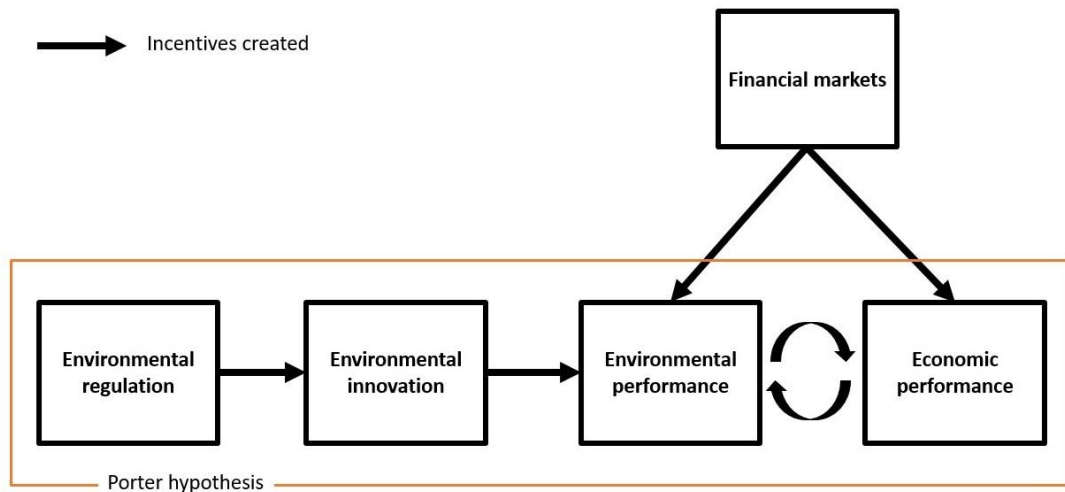 Incentives created
Financial markets
Environmental
regulation
Environmental
innovation
Environmental
performance
Economic
performance
Porter hypothesis